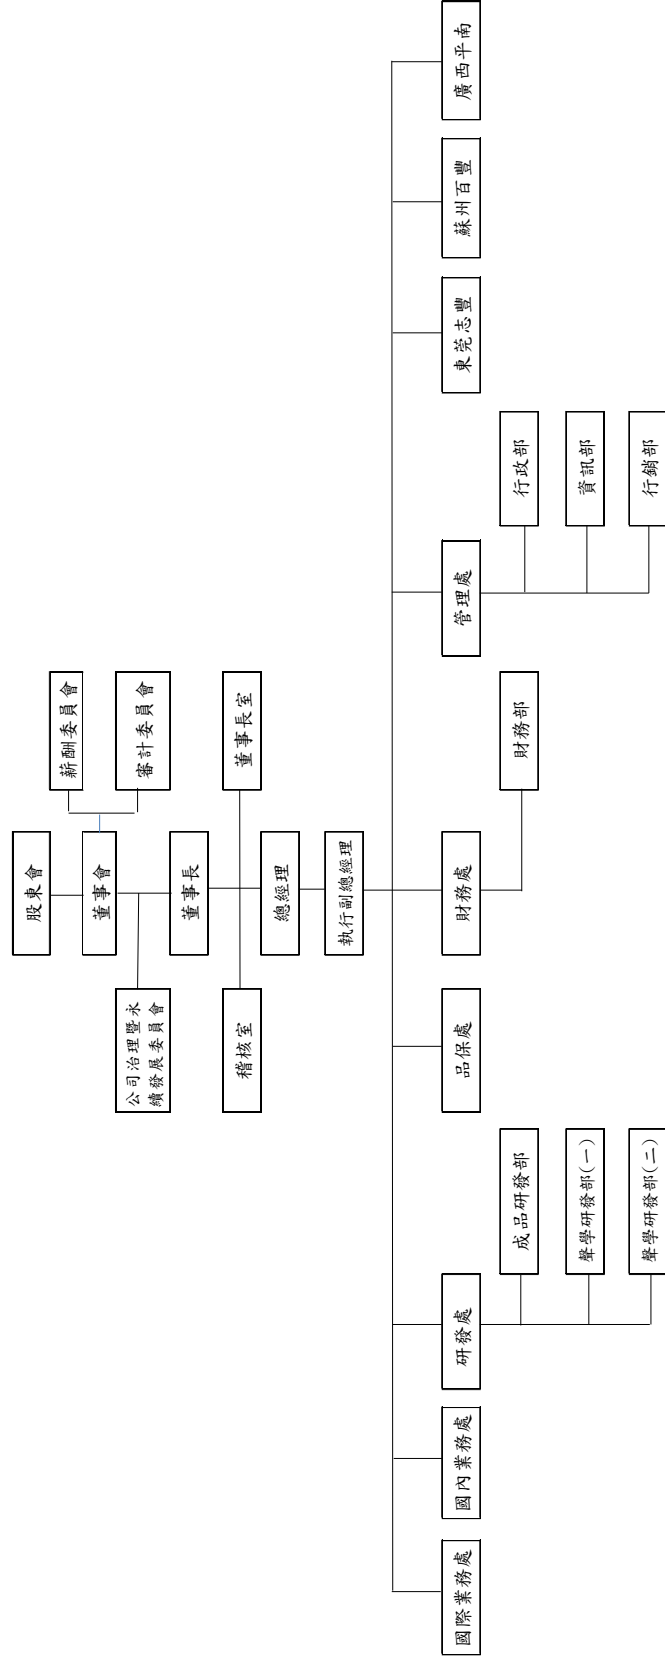 股東會
薪酬委員會
董事會
審計委員會
公司治理暨永
續發展委員會
董事長
稽核室
董事長室
總經理
執行副總經理
國際業務處
國內業務處
研發處
品保處
財務處
管理處
東莞志豐
蘇州百豐
廣西平南
成品研發部
聲學研發部(一)
聲學研發部(二)
財務部
行政部
資訊部
行銷部